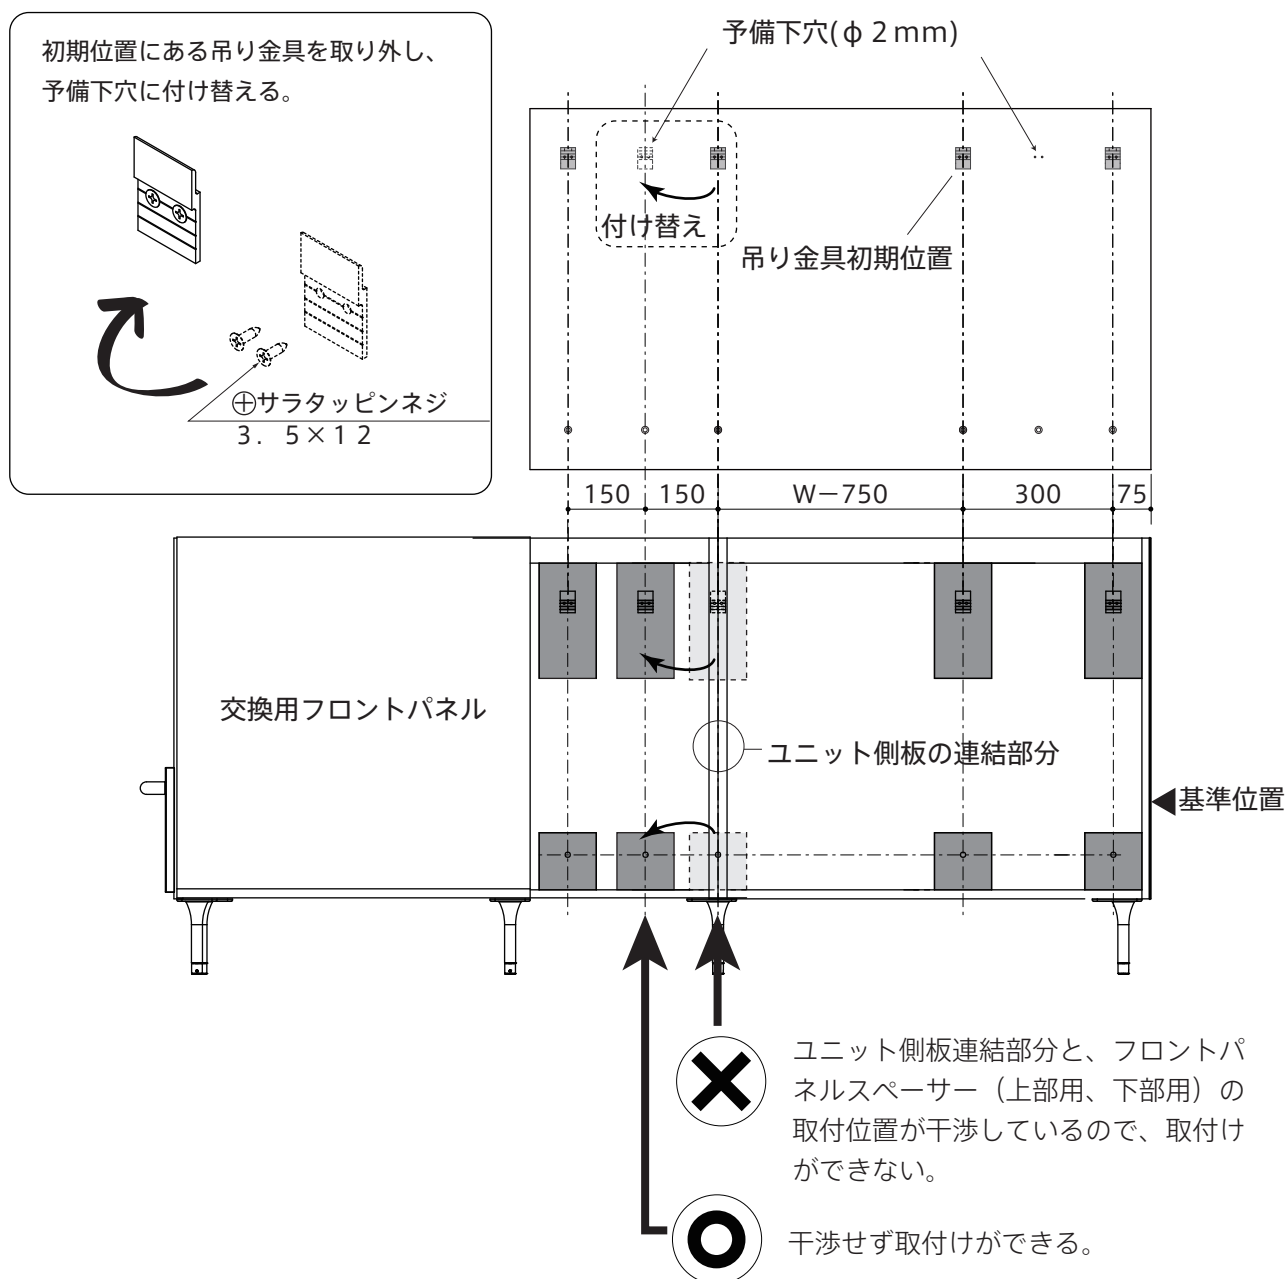 初期位置にある吊り金具を取り外し、
予備下穴に付け替える。
⊕サラタッピンネジ
3．5×12
予備下穴(φ2mm)
付け替え
吊り金具初期位置
150 150 W−750 300 75
交換用フロントパネル
ユニット側板の連結部分
◀基準位置
ユニット側板連結部分と、フロントパ
ネルスペーサー（上部用、下部用）の
取付位置が干渉しているので、取付け
ができない。
干渉せず取付けができる。